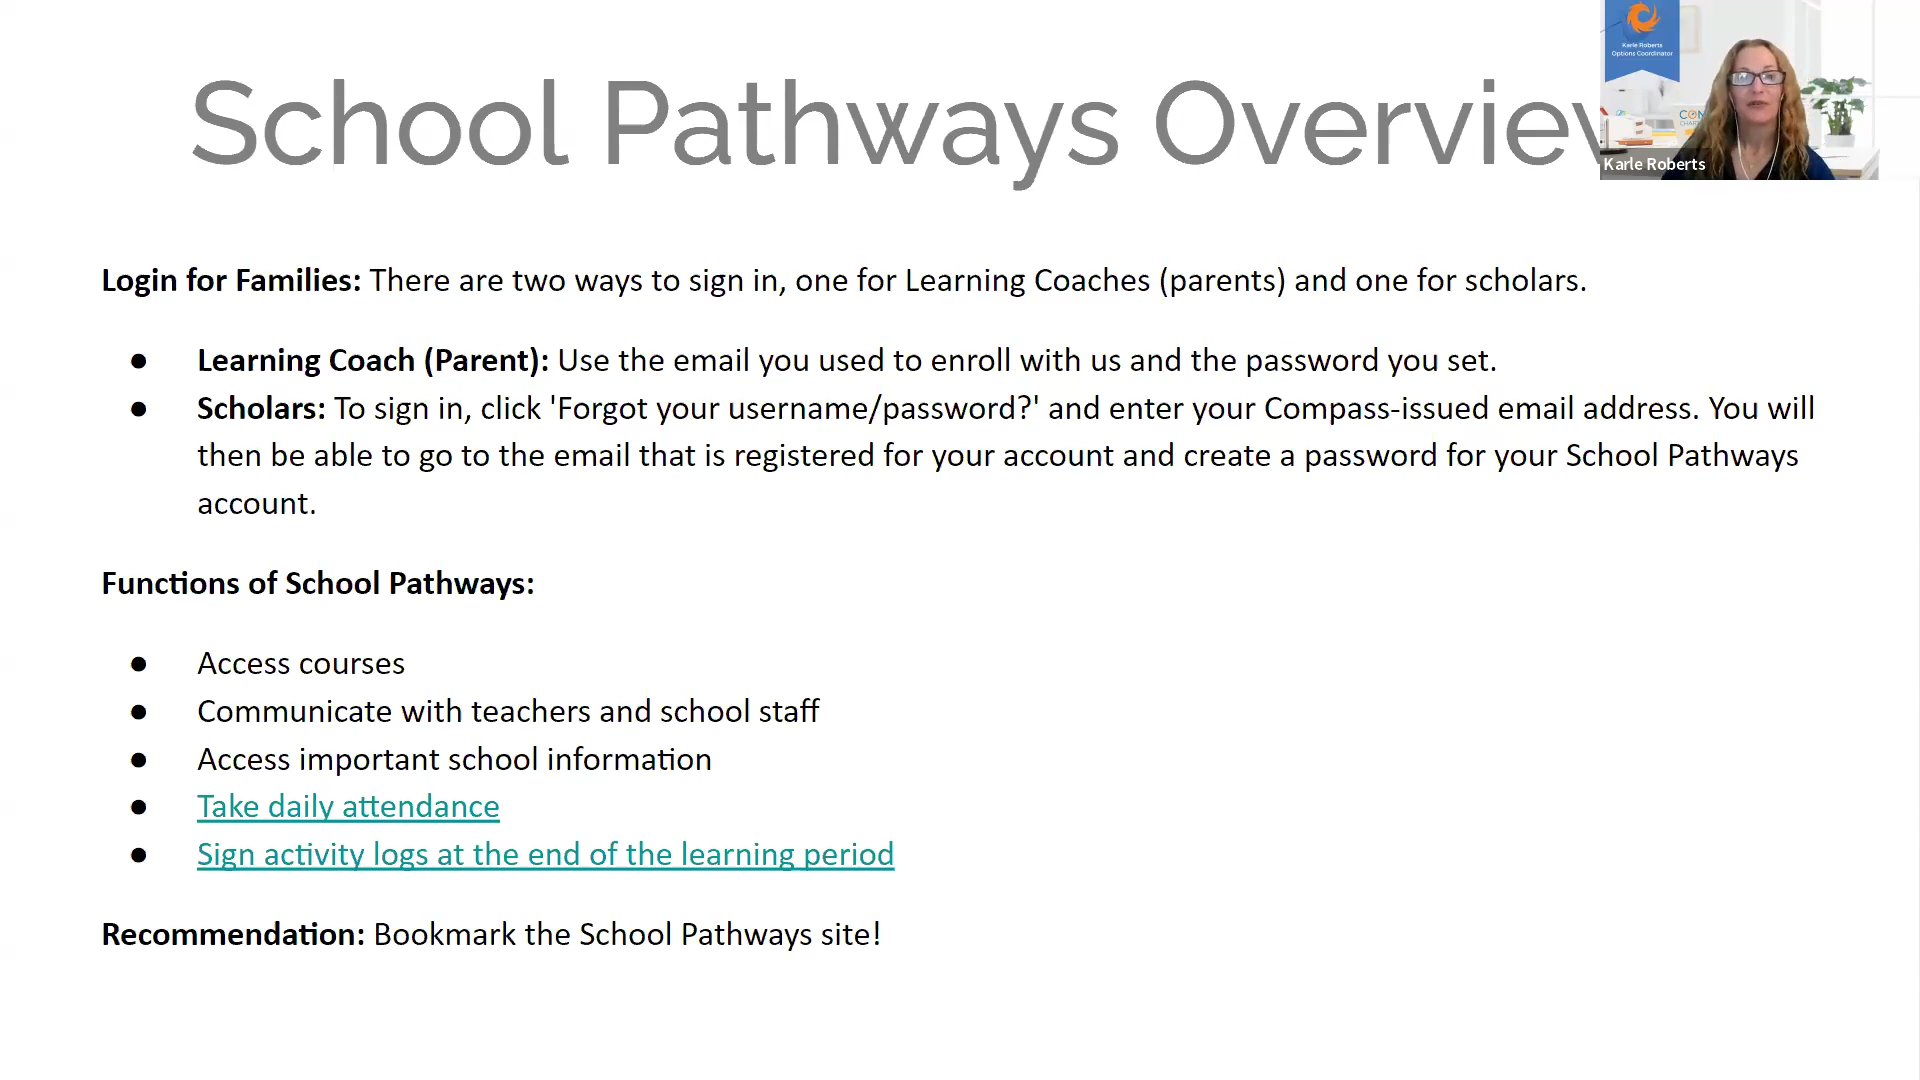 School Pathways Overview
Karle Roberts
Options Coordinator
Karle Roberts
Login for Families: There are two ways to sign in, one for Learning Coaches (parents) and one for scholars.
● Learning Coach (Parent): Use the email you used to enroll with us and the password you set.
● Scholars: To sign in, click 'Forgot your username/password?' and enter your Compass-issued email address. You will
then be able to go to the email that is registered for your account and create a password for your School Pathways
account.
Functions of School Pathways:
● Access courses
● Communicate with teachers and school staff
● Access important school information
● Take daily attendance
● Sign activity logs at the end of the learning period
Recommendation: Bookmark the School Pathways site!